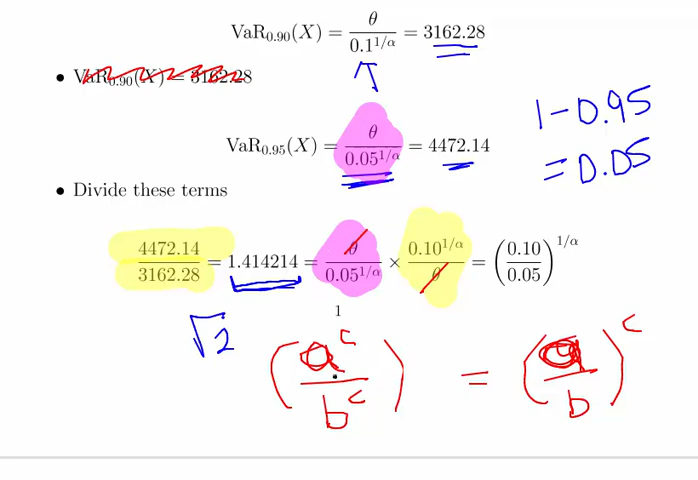 VaR₀.₉₀(X) = θ / 0.1^{1/α} = 3162.28
• VaR₀.₉₀(X) = 3162.28
VaR₀.₉₅(X) = θ / 0.05^{1/α} = 4472.14
1 - 0.95
= 0.05
• Divide these terms
4472.14 / 3162.28 = 1.414214 = θ / 0.05^{1/α} × 0.10^{1/α} / θ = (0.10 / 0.05)^{1/α}
1
√2
(a^c / b^c) = (a / b)^c